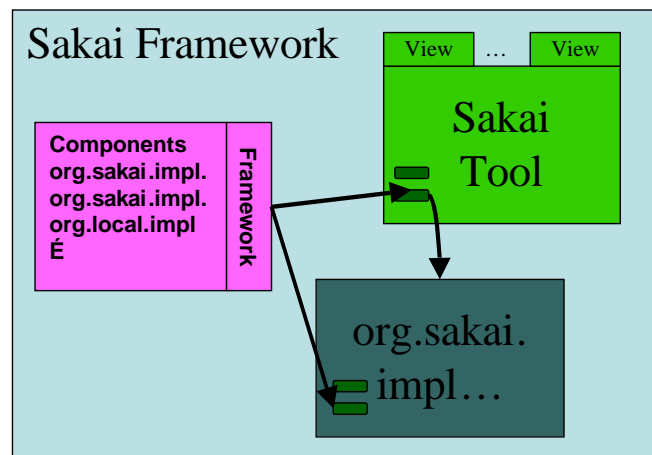 Sakai Framework
View … View
Sakai
Tool
Components
org.sakai.impl.
org.sakai.impl.
org.local.impl
É
Framework
org.sakai.
impl…